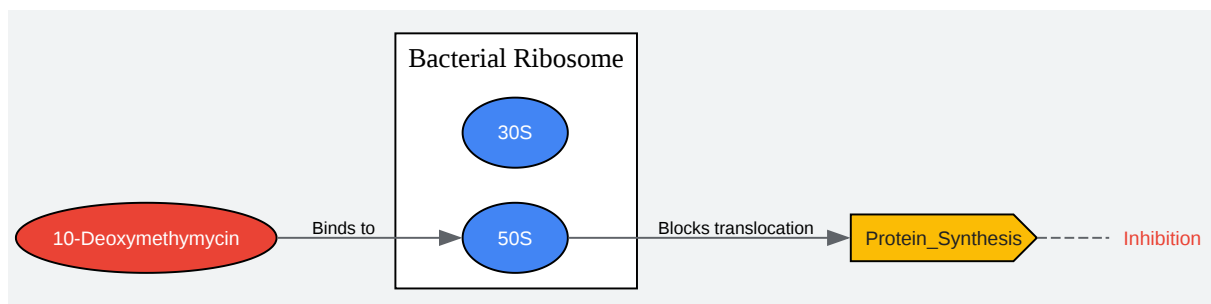 Bacterial Ribosome
30S
10-Deoxymethymycin
Binds to
50S
Blocks translocation
Protein_Synthesis
Inhibition